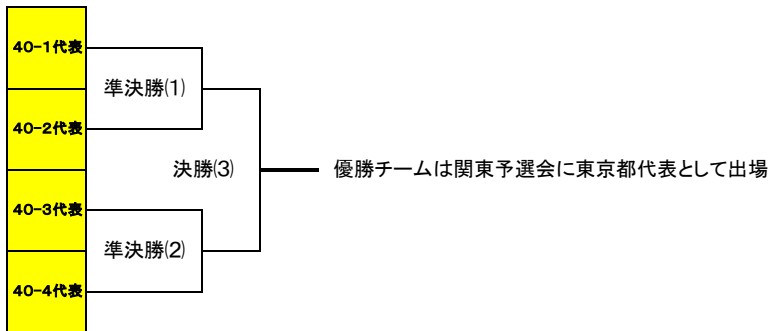 40-1代表
準決勝(1)
40-2代表
決勝(3)
優勝チームは関東予選会に東京都代表として出場
40-3代表
準決勝(2)
40-4代表